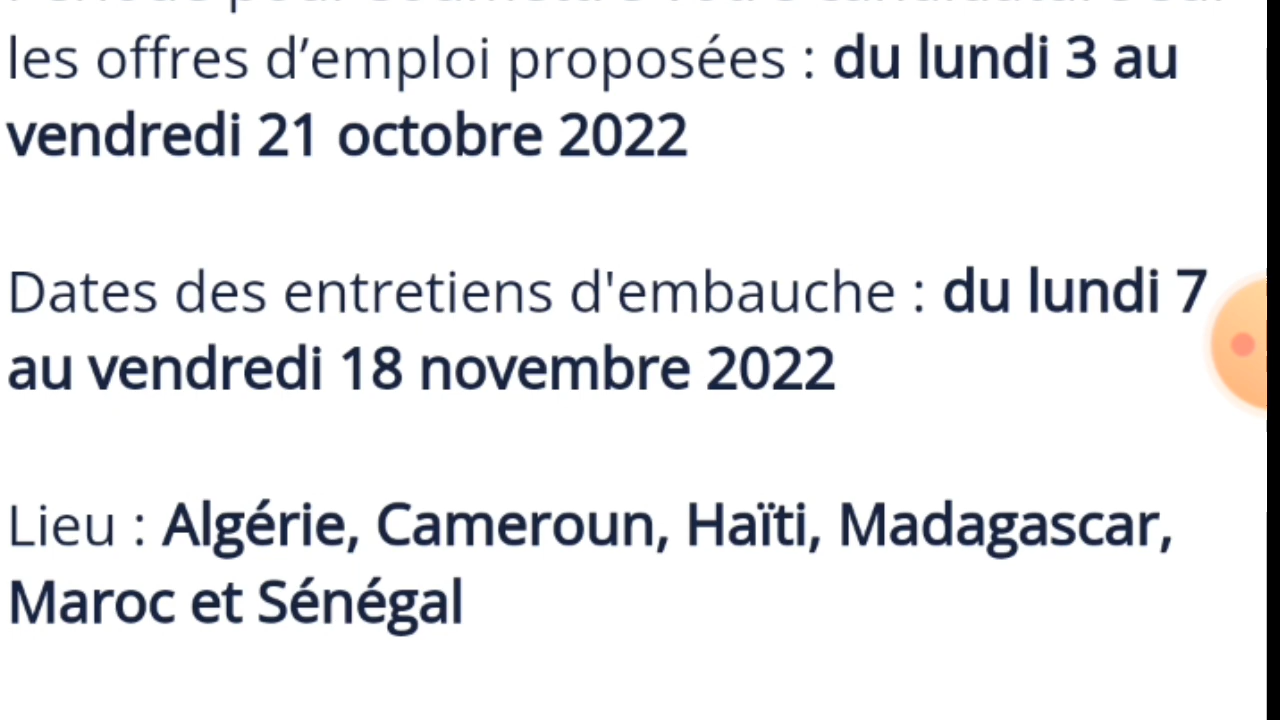 les offres d’emploi proposées : du lundi 3 au
vendredi 21 octobre 2022
Dates des entretiens d'embauche : du lundi 7
au vendredi 18 novembre 2022
Lieu : Algérie, Cameroun, Haïti, Madagascar,
Maroc et Sénégal